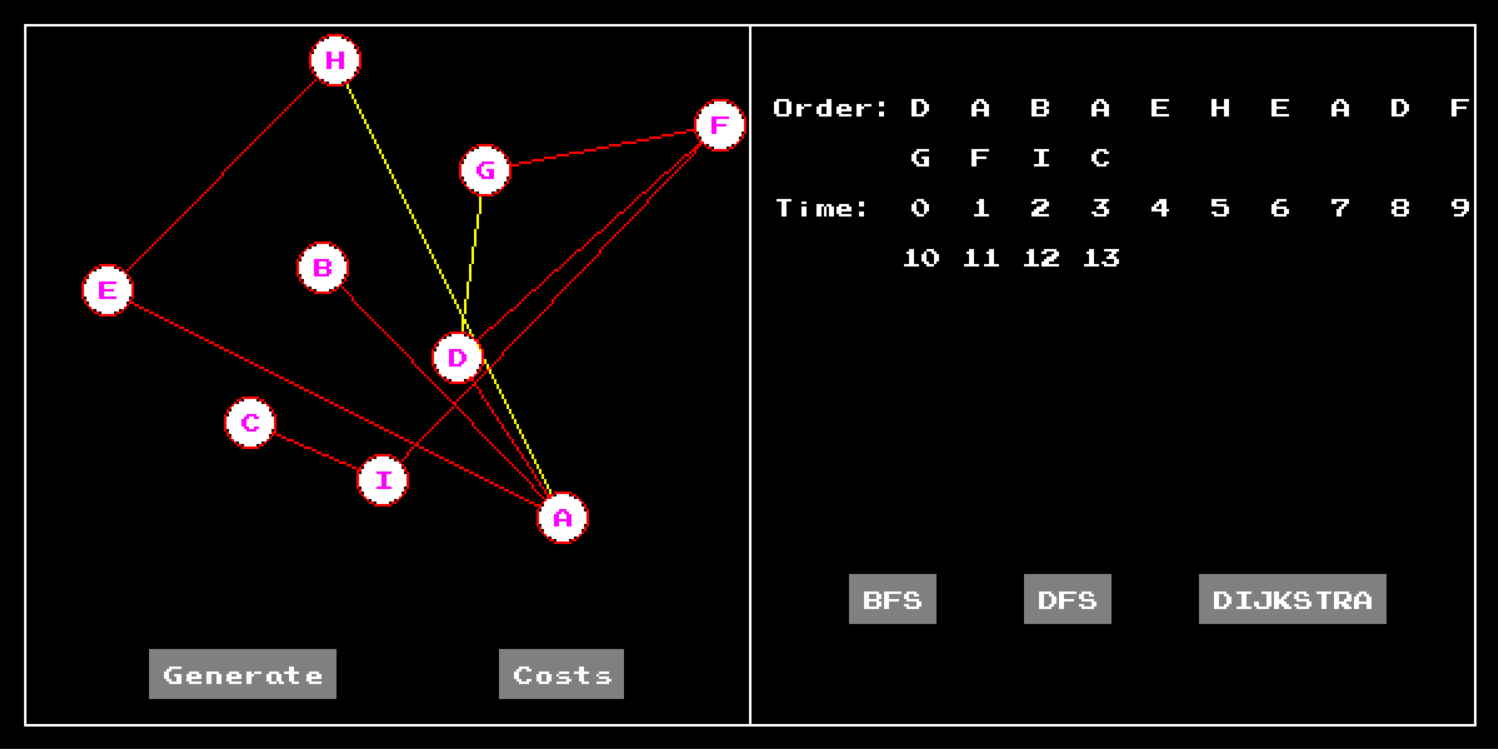 H
F
G
B
E
D
C
I
A
Generate
Costs
Order: D A B A E H E A D F
G F I C
Time: 0 1 2 3 4 5 6 7 8 9
10 11 12 13
BFS
DFS
DIJKSTRA